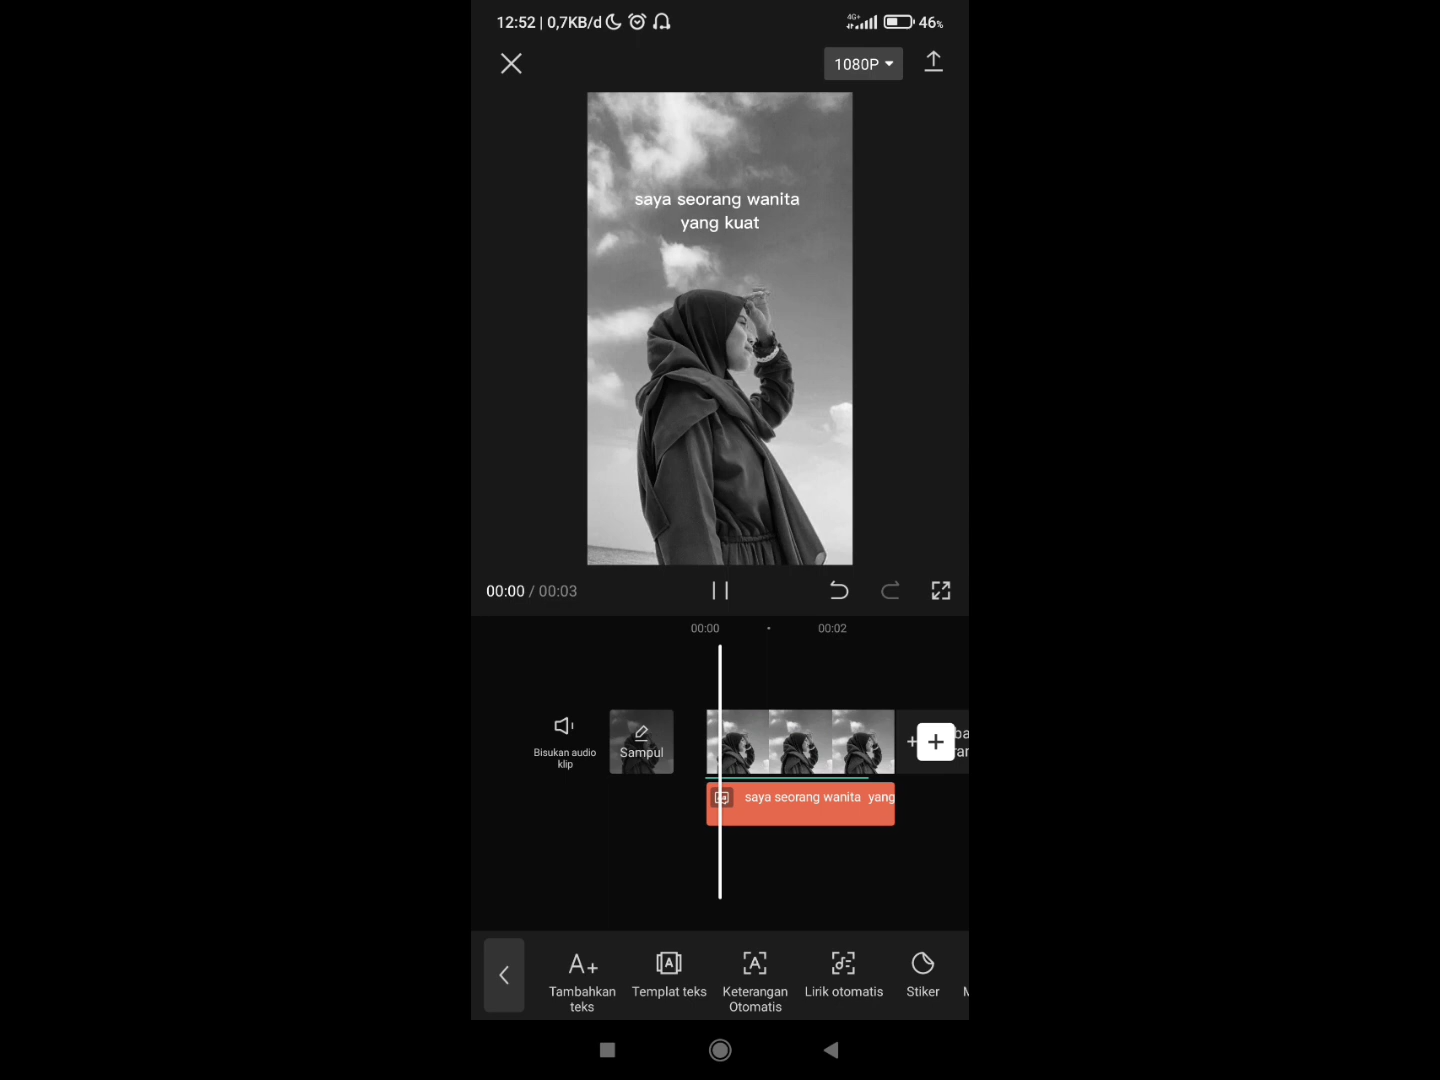 12:52 | 0,7KB/d
4G+
46%
1080P
saya seorang wanita
yang kuat
00:00 / 00:03
00:00
00:02
Bisukan audio
klip
Sampul
saya seorang wanita  yang
A+
Tambahkan
teks
Templat teks
Keterangan
Otomatis
Lirik otomatis
Stiker